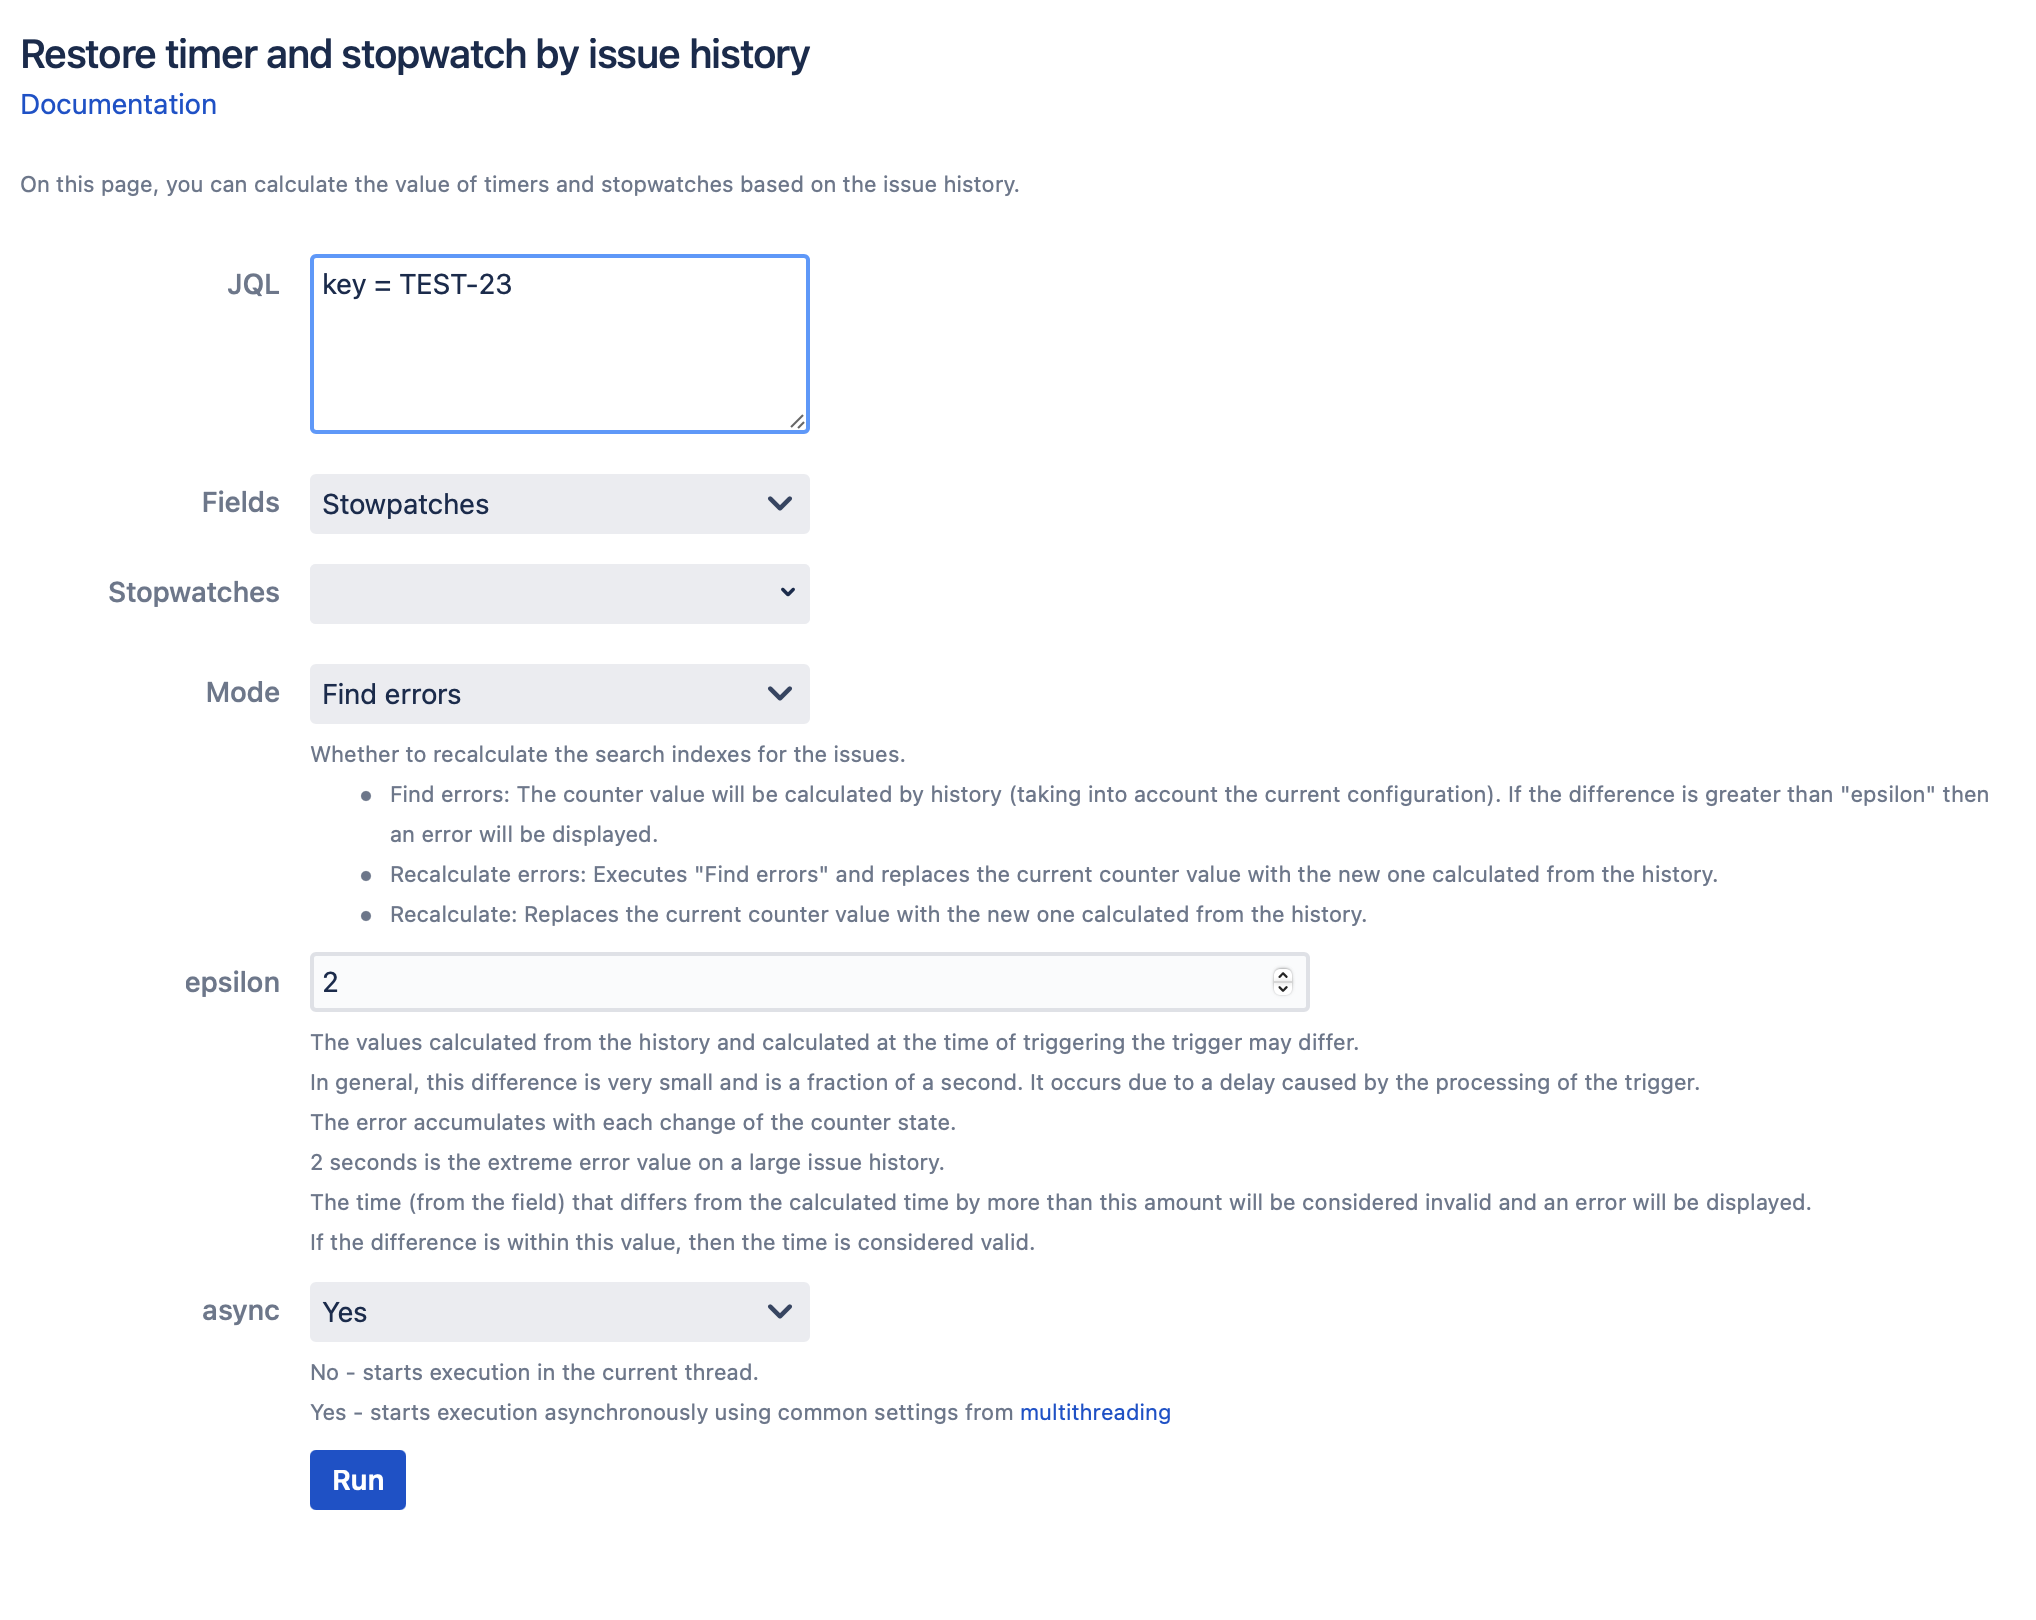 Restore timer and stopwatch by issue history
Documentation
On this page, you can calculate the value of timers and stopwatches based on the issue history.
JQL
key = TEST-23
Fields
Stowpatches
Stopwatches
Mode
Find errors
Whether to recalculate the search indexes for the issues.
Find errors: The counter value will be calculated by history (taking into account the current configuration). If the difference is greater than "epsilon" then
an error will be displayed.
Recalculate errors: Executes "Find errors" and replaces the current counter value with the new one calculated from the history.
Recalculate: Replaces the current counter value with the new one calculated from the history.
epsilon
2
The values calculated from the history and calculated at the time of triggering the trigger may differ.
In general, this difference is very small and is a fraction of a second. It occurs due to a delay caused by the processing of the trigger.
The error accumulates with each change of the counter state.
2 seconds is the extreme error value on a large issue history.
The time (from the field) that differs from the calculated time by more than this amount will be considered invalid and an error will be displayed.
If the difference is within this value, then the time is considered valid.
async
Yes
No - starts execution in the current thread.
Yes - starts execution asynchronously using common settings from multithreading
Run